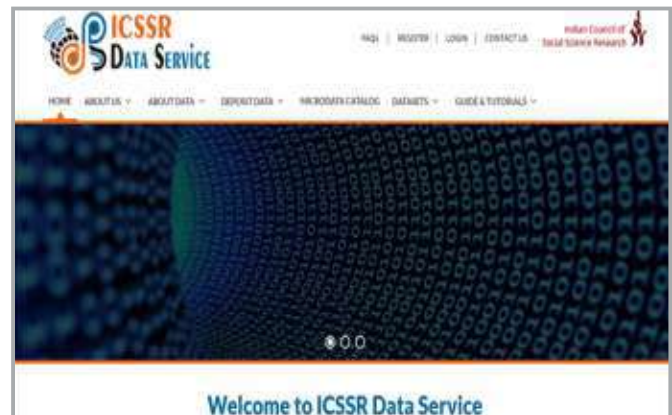 ICSSR
DATA SERVICE
FAQs | REGISTER | LOGIN | CONTACT US
Indian Council of
Social Science Research
HOME ABOUT US ABOUT DATA DEPOSIT DATA MICRODATA CATALOG DATASETS GUIDE & TUTORIALS
Welcome to ICSSR Data Service